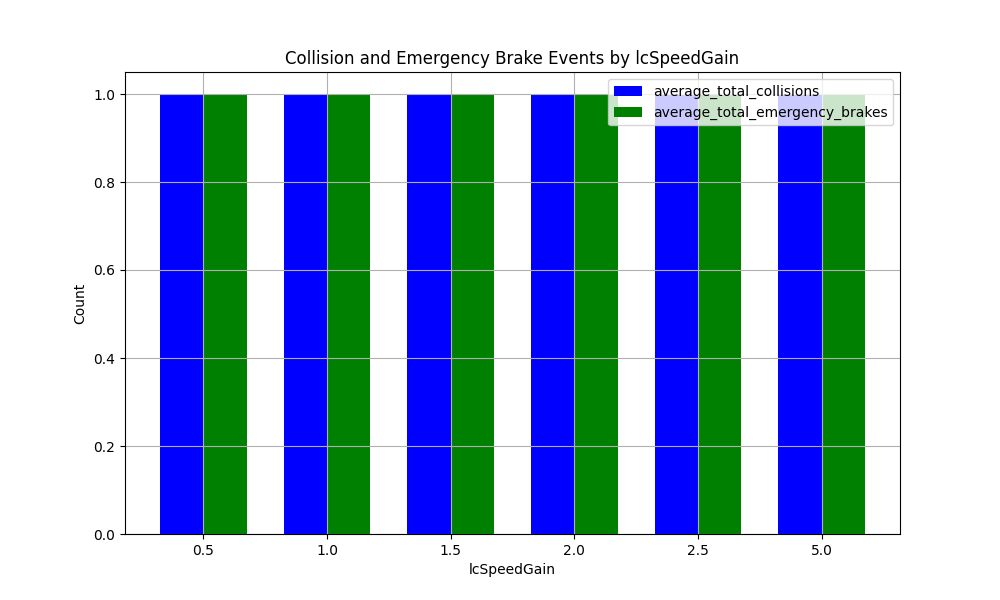 Collision and Emergency Brake Events by lcSpeedGain
average_total_collisions
average_total_emergency_brakes
Count
1.0
0.8
0.6
0.4
0.2
0.0
0.5
1.0
1.5
2.0
2.5
5.0
lcSpeedGain